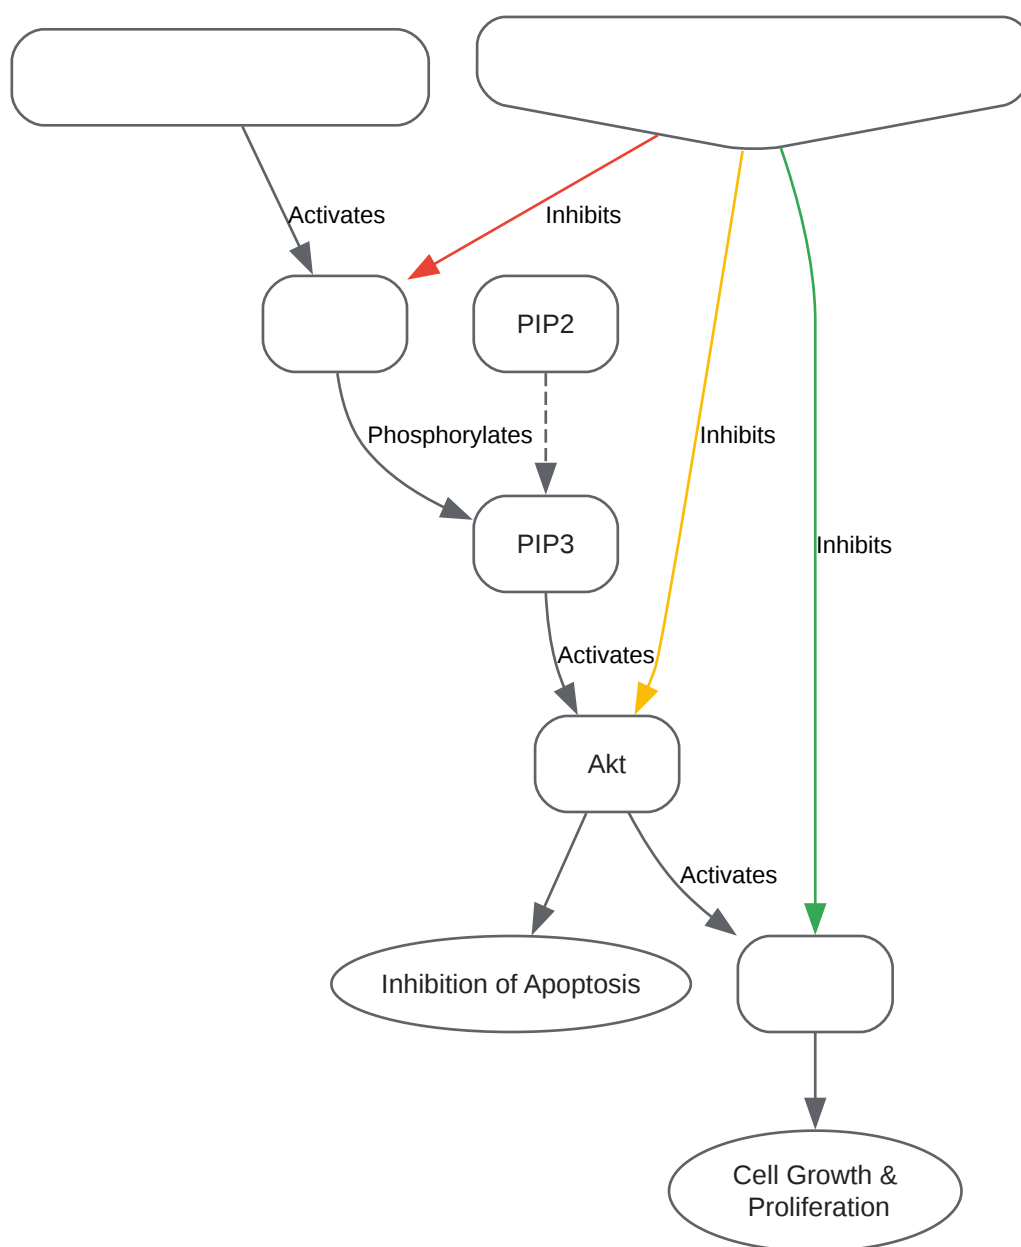 Activates
Inhibits
PIP2
Phosphorylates
Inhibits
PIP3
Inhibits
Activates
Akt
Activates
Inhibition of Apoptosis
Cell Growth &
Proliferation